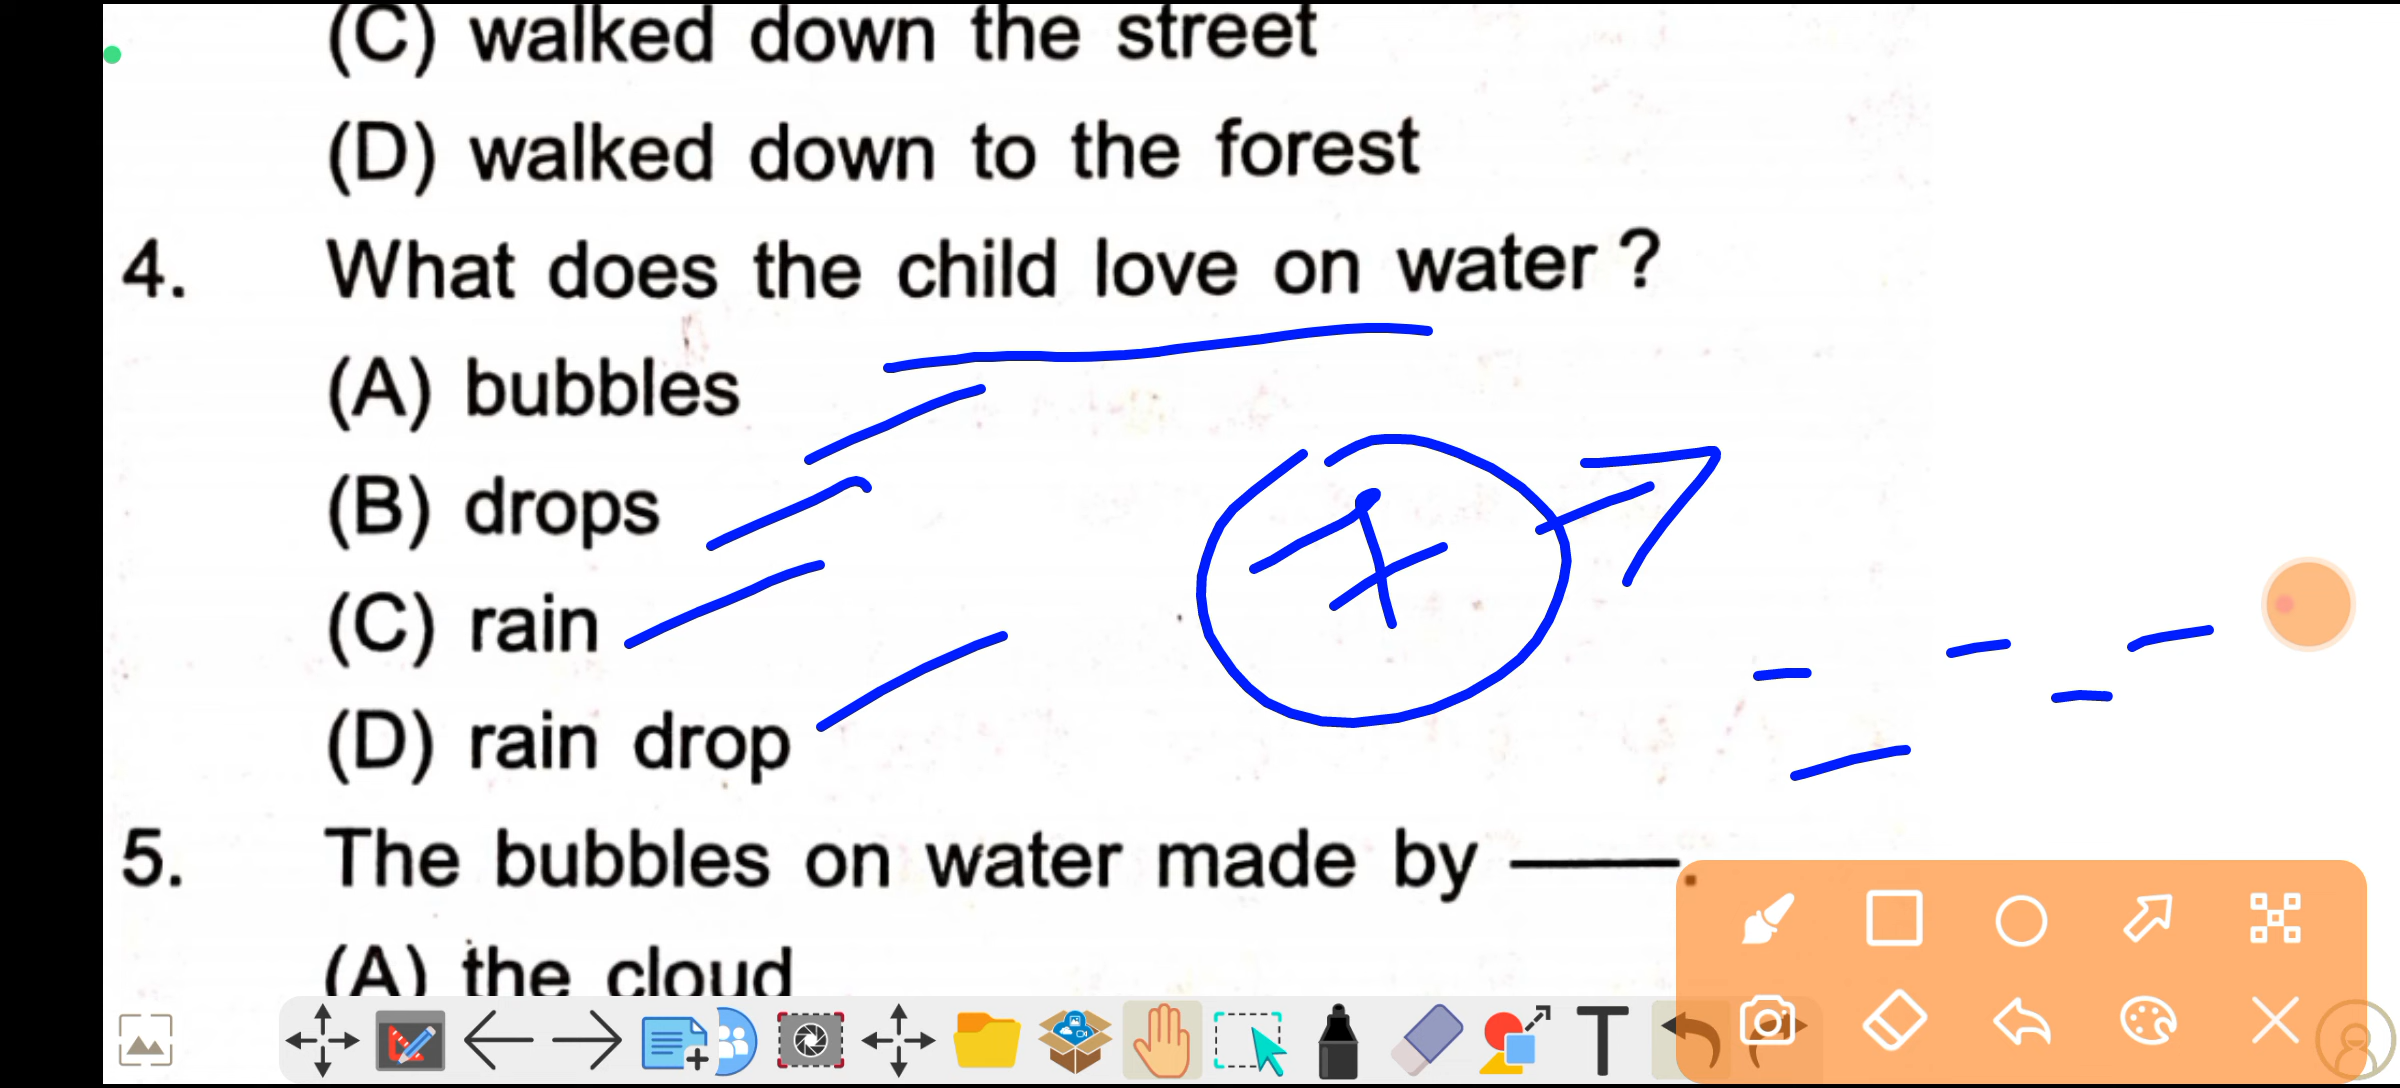 (C) walked down the street
(D) walked down to the forest
4. What does the child love on water ?
(A) bubbles
(B) drops
(C) rain
(D) rain drop
5. The bubbles on water made by ——.
(A) the cloud
T